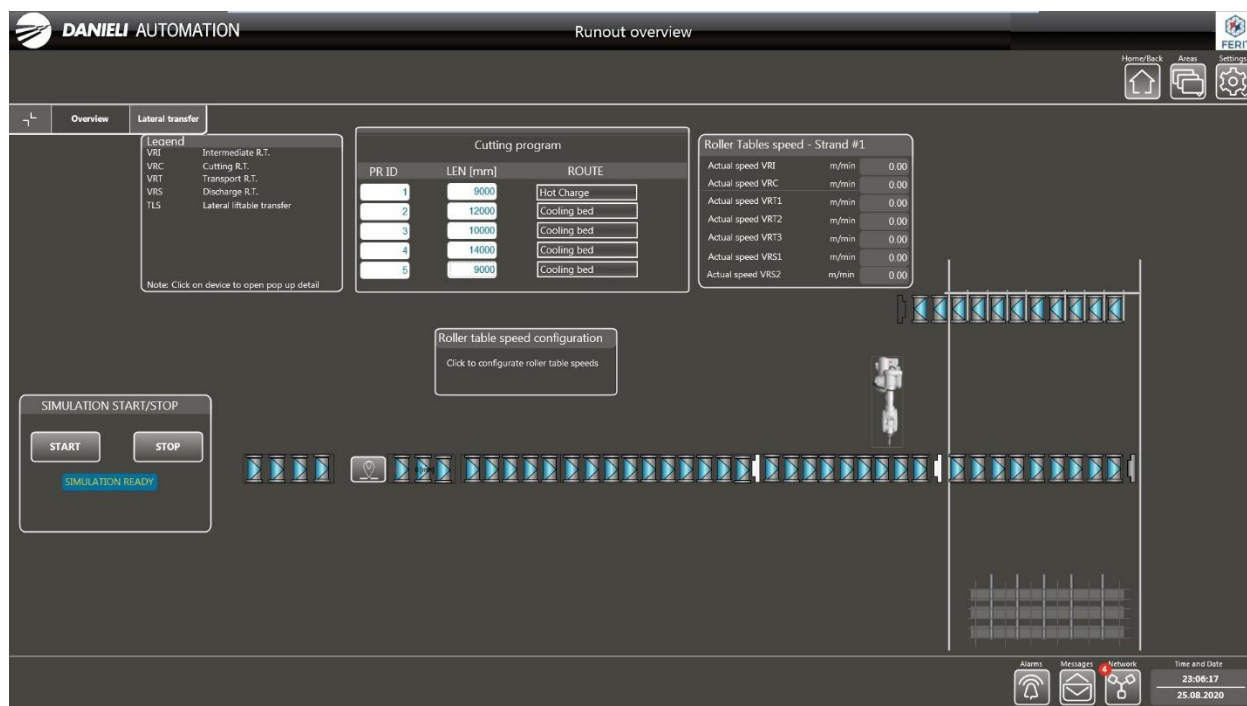 DANIELI AUTOMATION
Runout overview
FERIT
Home/Back Areas Settings
Overview Lateral transfer
Legend
VRI Intermediate R.T.
VRC Cutting R.T.
VRT Transport R.T.
VRS Discharge R.T.
TLS Lateral liftable transfer
Note: Click on device to open pop up detail
Cutting program
PR ID LEN [mm] ROUTE
1 9000 Hot Charge
2 12000 Cooling bed
3 10000 Cooling bed
4 14000 Cooling bed
5 9000 Cooling bed
Roller Tables speed - Strand #1
Actual speed VRI m/min 0.00
Actual speed VRC m/min 0.00
Actual speed VRT1 m/min 0.00
Actual speed VRT2 m/min 0.00
Actual speed VRT3 m/min 0.00
Actual speed VRS1 m/min 0.00
Actual speed VRS2 m/min 0.00
Roller table speed configuration
Click to configurate roller table speeds
SIMULATION START/STOP
START STOP
SIMULATION READY
Alarms Messages Network Time and Date
4
23:06:17
25.08.2020